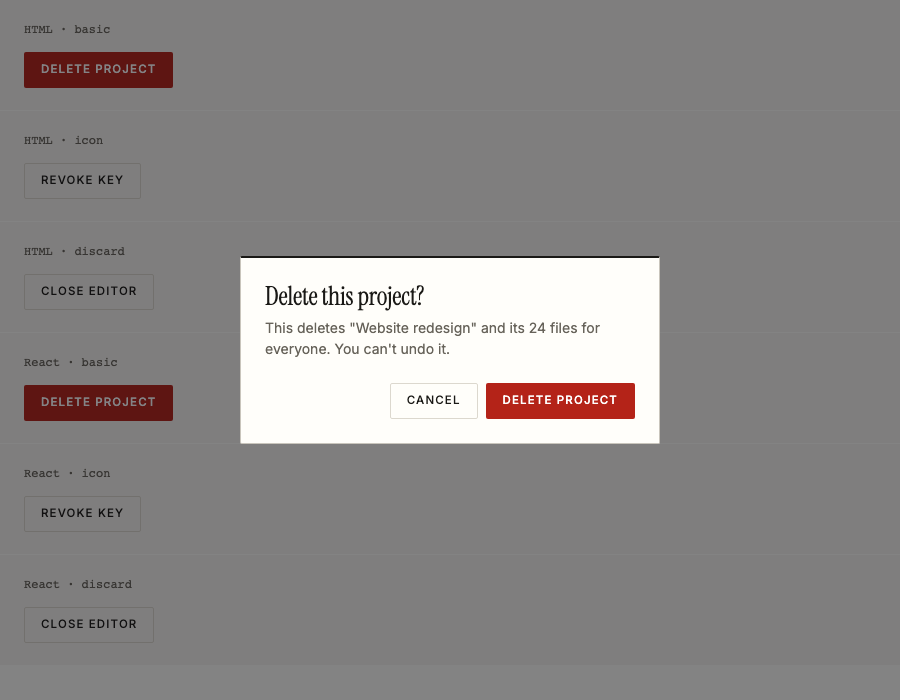 HTML · basic
DELETE PROJECT
HTML · icon
REVOKE KEY
HTML · discard
CLOSE EDITOR
React · basic
DELETE PROJECT
React · icon
REVOKE KEY
React · discard
CLOSE EDITOR
Delete this project?
This deletes "Website redesign" and its 24 files for
everyone. You can't undo it.
CANCEL
DELETE PROJECT